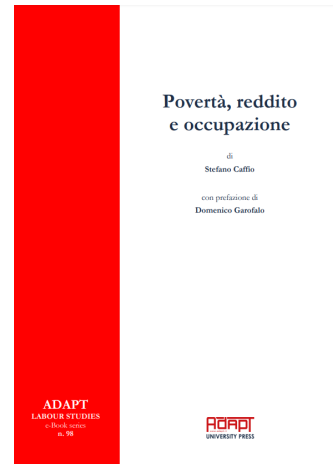 Povertà, reddito
e occupazione
di
Stefano Caffio
con prefazione di
Domenico Garofalo
ADAPT
LABOUR STUDIES
e-Book series
n. 98
ADAPT
UNIVERSITY PRESS